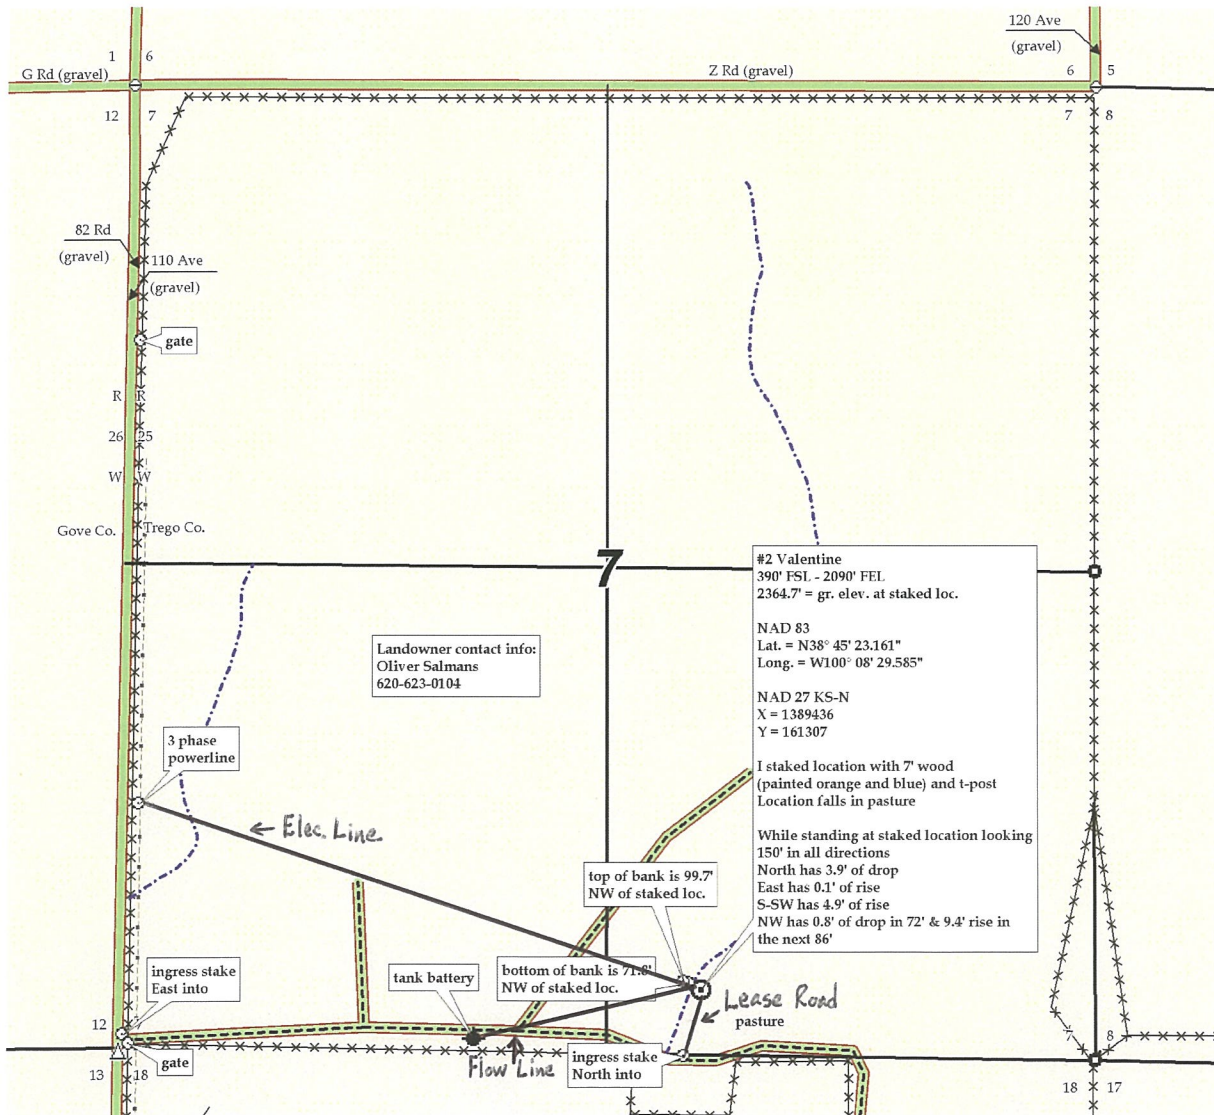 120 Ave
(gravel)
1 6
G Rd (gravel)
Z Rd (gravel)
6 5
12 7
7 8
82 Rd
(gravel)
110 Ave
(gravel)
gate
R R
26 25
W W
Gove Co. Trego Co.
7
#2 Valentine
390' FSL - 2090' FEL
2364.7' = gr. elev. at staked loc.
NAD 83
Lat. = N38° 45' 23.161"
Long. = W100° 08' 29.585"
NAD 27 KS-N
X = 1389436
Y = 161307
I staked location with 7' wood
(painted orange and blue) and t-post
Location falls in pasture
While standing at staked location looking
150' in all directions
North has 3.9' of drop
East has 0.1' of rise
S-SW has 4.9' of rise
NW has 0.8' of drop in 72' & 9.4' rise in
the next 86'
Landowner contact info:
Oliver Salmans
620-623-0104
3 phase
powerline
← Elec. Line
top of bank is 99.7'
NW of staked loc.
ingress stake
East into
tank battery
bottom of bank is 71.8'
NW of staked loc.
Lease Road
pasture
12
8
gate
Flow Line
ingress stake
North into
13 18
18 17